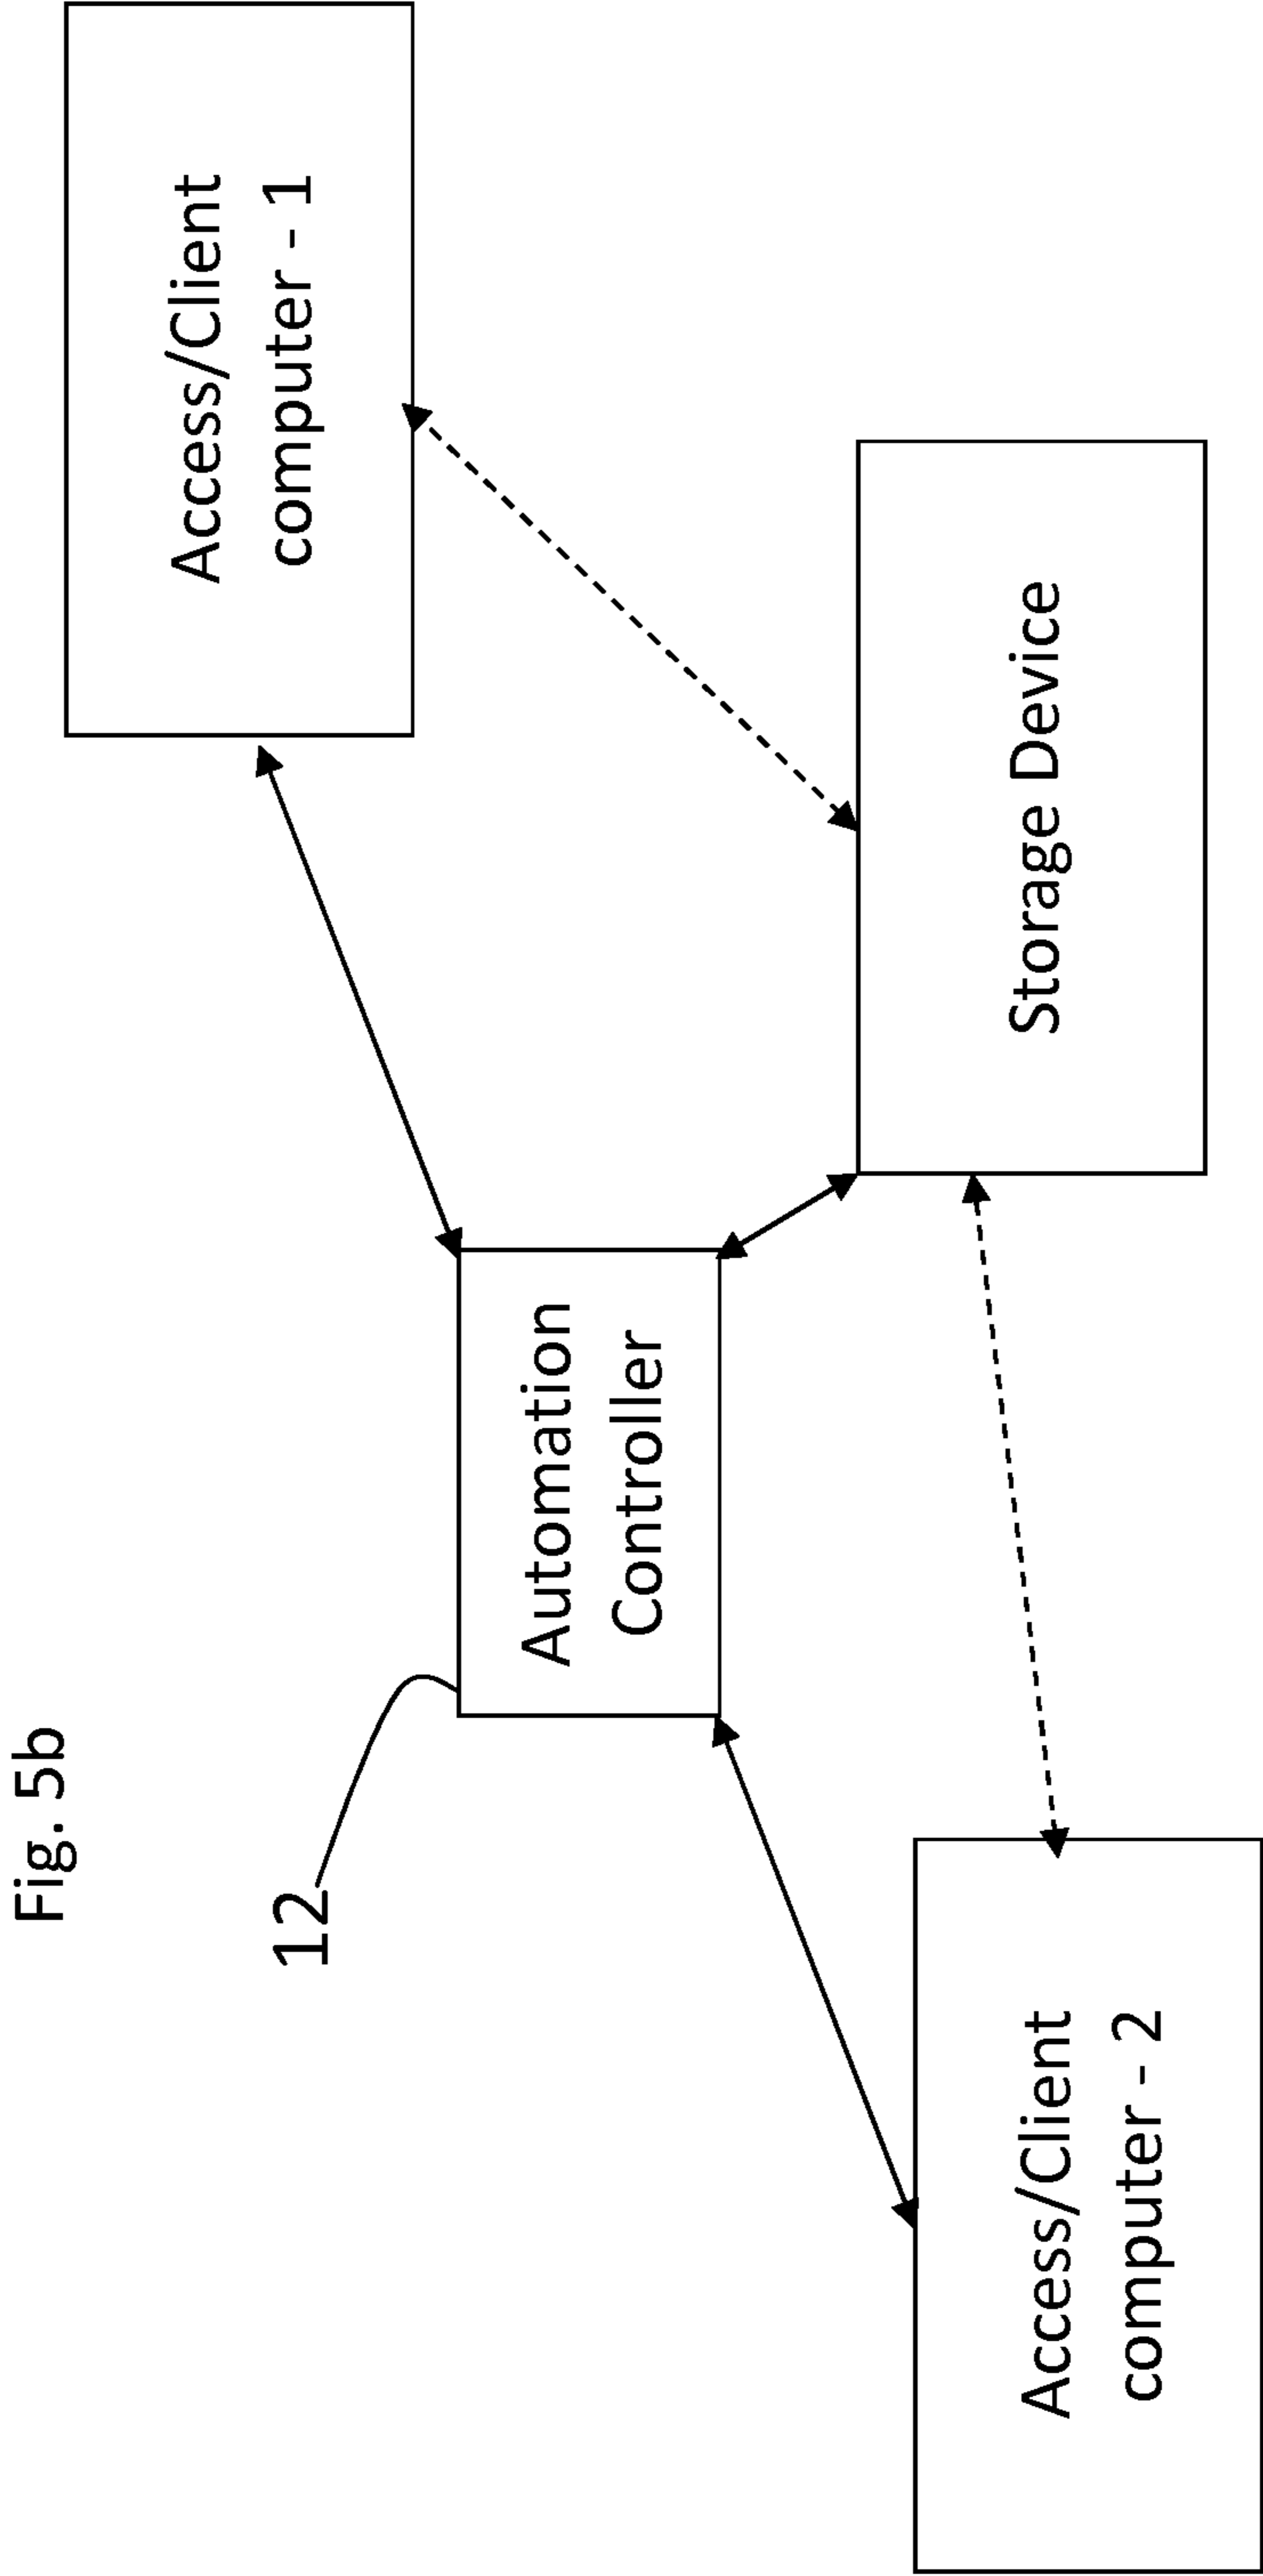 Fig. 5b
12
Access/Client
computer - 1
Automation
Controller
Storage Device
Access/Client
computer - 2